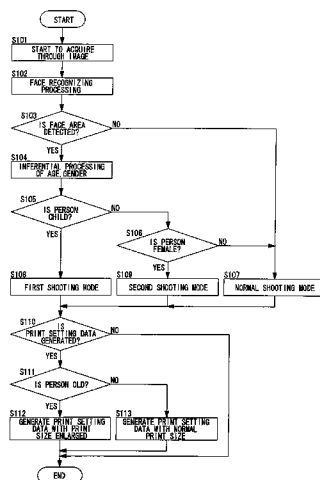 START
S101
START TO ACQUIRE
THROUGH IMAGE
S102
FACE RECOGNIZING
PROCESSING
S103
IS FACE AREA
DETECTED?
NO
YES
S104
INFERENTIAL PROCESSING
OF AGE, GENDER
S105
IS PERSON
CHILD?
NO
YES
S106
IS PERSON
FEMALE?
NO
YES
S108
FIRST SHOOTING MODE
S109
SECOND SHOOTING MODE
S107
NORMAL SHOOTING MODE
S110
IS
PRINT SETTING DATA
GENERATED?
NO
YES
S111
IS PERSON OLD?
NO
YES
S112
GENERATE PRINT SETTING
DATA WITH PRINT
SIZE ENLARGED
S113
GENERATE PRINT SETTING
DATA WITH NORMAL
PRINT SIZE
END